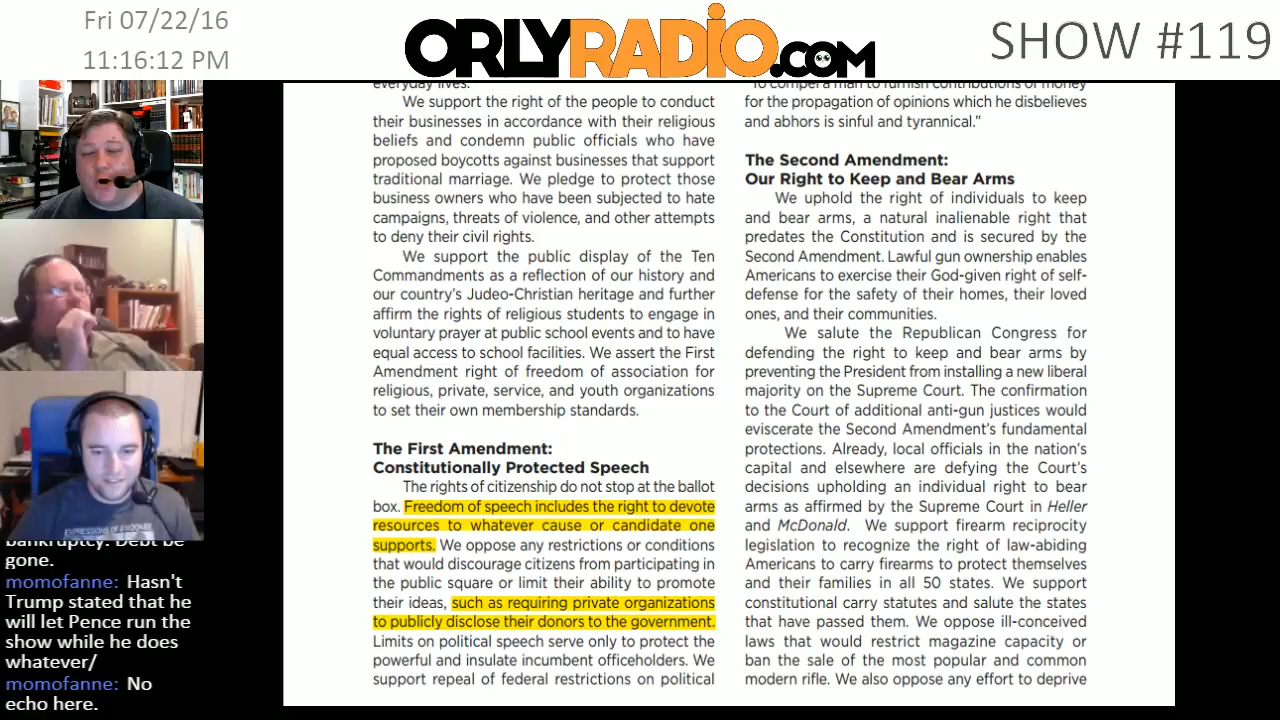 Fri 07/22/16
11:16:12 PM
ORLYRADiO.COM
SHOW #119
everyday lives.
We support the right of the people to conduct
their businesses in accordance with their religious
beliefs and condemn public officials who have
proposed boycotts against businesses that support
traditional marriage. We pledge to protect those
business owners who have been subjected to hate
campaigns, threats of violence, and other attempts
to deny their civil rights.
We support the public display of the Ten
Commandments as a reflection of our history and
our country's Judeo-Christian heritage and further
affirm the rights of religious students to engage in
voluntary prayer at public school events and to have
equal access to school facilities. We assert the First
Amendment right of freedom of association for
religious, private, service, and youth organizations
to set their own membership standards.
The First Amendment:
Constitutionally Protected Speech
The rights of citizenship do not stop at the ballot
box. Freedom of speech includes the right to devote
resources to whatever cause or candidate one
supports. We oppose any restrictions or conditions
that would discourage citizens from participating in
the public square or limit their ability to promote
their ideas, such as requiring private organizations
to publicly disclose their donors to the government.
Limits on political speech serve only to protect the
powerful and insulate incumbent officeholders. We
support repeal of federal restrictions on political
"To compel a man to furnish contributions of money
for the propagation of opinions which he disbelieves
and abhors is sinful and tyrannical."
The Second Amendment:
Our Right to Keep and Bear Arms
We uphold the right of individuals to keep
and bear arms, a natural inalienable right that
predates the Constitution and is secured by the
Second Amendment. Lawful gun ownership enables
Americans to exercise their God-given right of self-
defense for the safety of their homes, their loved
ones, and their communities.
We salute the Republican Congress for
defending the right to keep and bear arms by
preventing the President from installing a new liberal
majority on the Supreme Court. The confirmation
to the Court of additional anti-gun justices would
eviscerate the Second Amendment's fundamental
protections. Already, local officials in the nation's
capital and elsewhere are defying the Court's
decisions upholding an individual right to bear
arms as affirmed by the Supreme Court in Heller
and McDonald. We support firearm reciprocity
legislation to recognize the right of law-abiding
Americans to carry firearms to protect themselves
and their families in all 50 states. We support
constitutional carry statutes and salute the states
that have passed them. We oppose ill-conceived
laws that would restrict magazine capacity or
ban the sale of the most popular and common
modern rifle. We also oppose any effort to deprive
EXPRESSIONS OF A WOOKIEE
bankruptcy. Debt be
gone.
momofanne: Hasn't
Trump stated that he
will let Pence run the
show while he does
whatever/
momofanne: No
echo here.